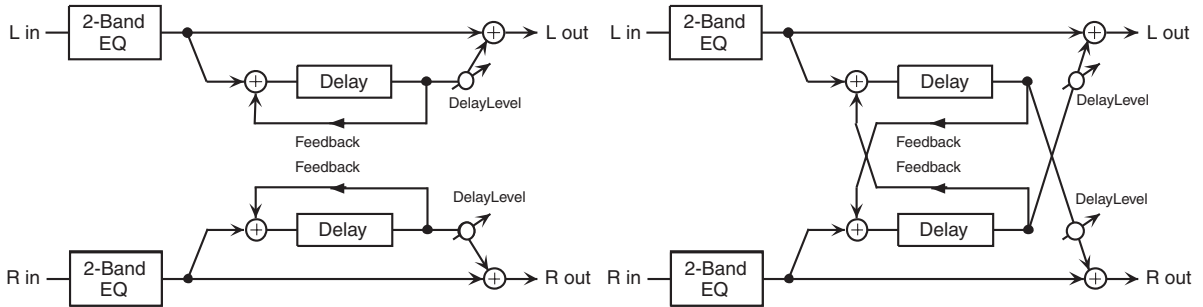 L in
2-Band
EQ
L out
Delay
DelayLevel
Feedback
Feedback
DelayLevel
Delay
R in
2-Band
EQ
R out
L in
2-Band
EQ
L out
Delay
DelayLevel
Feedback
Feedback
DelayLevel
Delay
R in
2-Band
EQ
R out